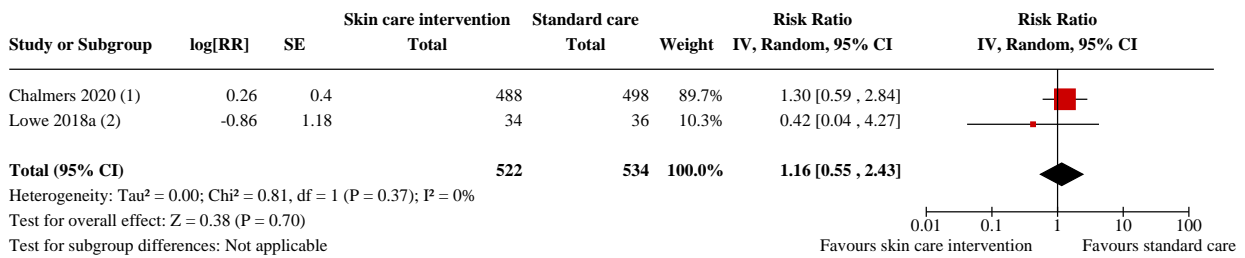 Skin care intervention Standard care Risk Ratio Risk Ratio
Study or Subgroup log[RR] SE Total Total Weight IV, Random, 95% CI IV, Random, 95% CI
Chalmers 2020 (1) 0.26 0.4 488 498 89.7% 1.30 [0.59 , 2.84]
Lowe 2018a (2) -0.86 1.18 34 36 10.3% 0.42 [0.04 , 4.27]
Total (95% CI) 522 534 100.0% 1.16 [0.55 , 2.43]
Heterogeneity: Tau² = 0.00; Chi² = 0.81, df = 1 (P = 0.37); I² = 0%
Test for overall effect: Z = 0.38 (P = 0.70) 0.01 0.1 1 10 100
Test for subgroup differences: Not applicable Favours skin care intervention Favours standard care